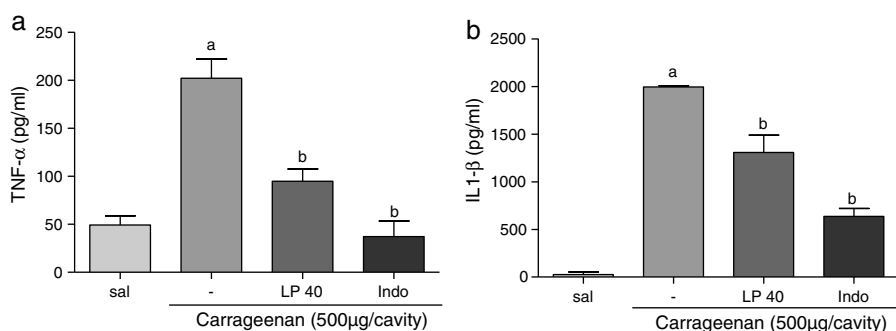 a
TNF-α (pg/ml)
250
200
150
100
50
0
a
b
b
sal
-
LP 40
Indo
Carrageenan (500µg/cavity)
b
IL1-β (pg/ml)
2500
2000
1500
1000
500
0
a
b
b
sal
-
LP 40
Indo
Carrageenan (500µg/cavity)